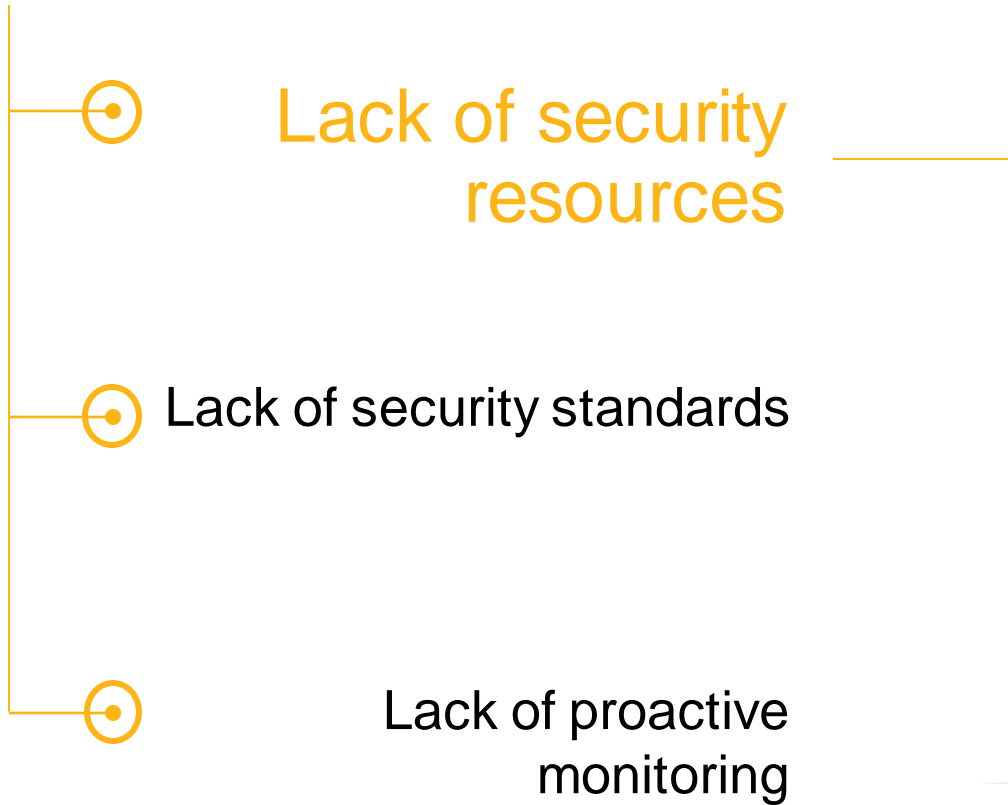 Lack of security
resources
Lack of security standards
Lack of proactive
monitoring